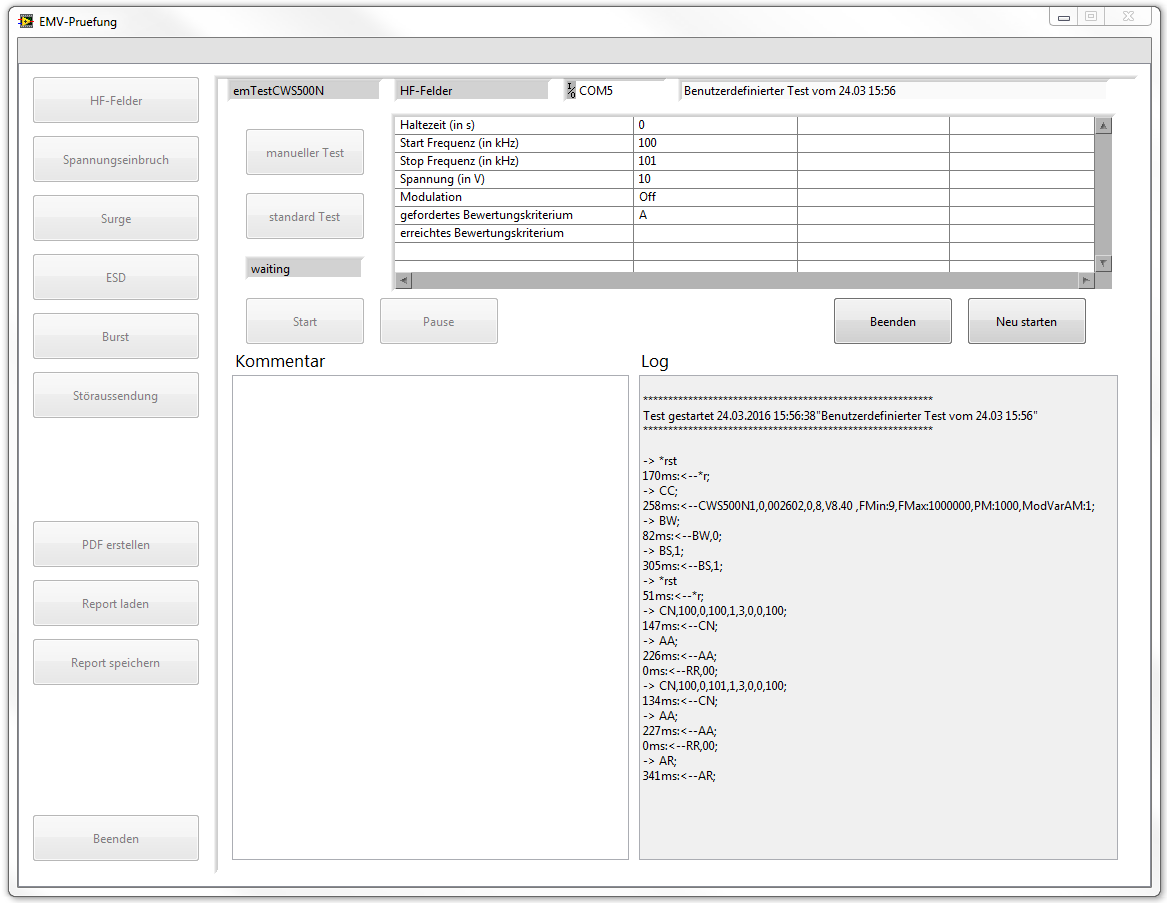 EMV-Pruefung
HF-Felder
Spannungseinbruch
Surge
ESD
Burst
Störaussendung
PDF erstellen
Report laden
Report speichern
Beenden
emTestCWS500N
HF-Felder
I/O COM5
Benutzerdefinierter Test vom 24.03 15:56
manueller Test
standard Test
waiting
Haltezeit (in s) 0
Start Frequenz (in kHz) 100
Stop Frequenz (in kHz) 101
Spannung (in V) 10
Modulation Off
gefordertes Bewertungskriterium A
erreichtes Bewertungskriterium
Start
Pause
Beenden
Neu starten
Kommentar
Log
**********************************************************
Test gestartet 24.03.2016 15:56:38"Benutzerdefinierter Test vom 24.03 15:56"
**********************************************************
-> *rst
170ms:<--*r;
-> CC;
258ms:<--CWS500N1,0,002602,0,8,V8.40 ,FMin:9,FMax:1000000,PM:1000,ModVarAM:1;
-> BW;
82ms:<--BW,0;
-> BS,1;
305ms:<--BS,1;
-> *rst
51ms:<--*r;
-> CN,100,0,100,1,3,0,0,100;
147ms:<--CN;
-> AA;
226ms:<--AA;
0ms:<--RR,00;
-> CN,100,0,101,1,3,0,0,100;
134ms:<--CN;
-> AA;
227ms:<--AA;
0ms:<--RR,00;
-> AR;
341ms:<--AR;